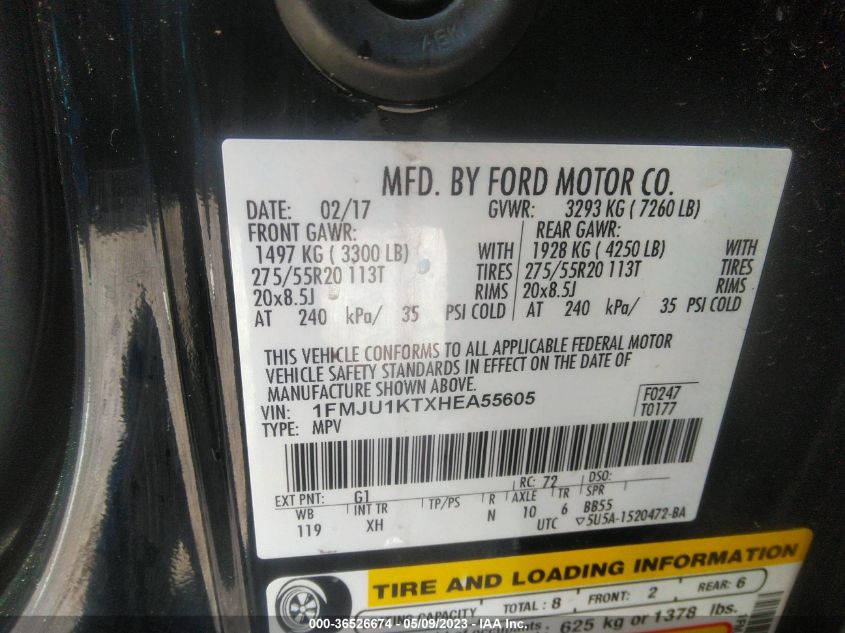 AEK
MFD. BY FORD MOTOR CO.
DATE: 02/17 GVWR: 3293 KG ( 7260 LB)
FRONT GAWR: REAR GAWR:
1497 KG ( 3300 LB) WITH 1928 KG ( 4250 LB) WITH
275/55R20 113T TIRES 275/55R20 113T TIRES
20x8.5J RIMS 20x8.5J RIMS
AT 240 kPa/ 35 PSI COLD AT 240 kPa/ 35 PSI COLD
THIS VEHICLE CONFORMS TO ALL APPLICABLE FEDERAL MOTOR
VEHICLE SAFETY STANDARDS IN EFFECT ON THE DATE OF
MANUFACTURE SHOWN ABOVE.
VIN: 1FMJU1KTXHEA55605 F0247
TYPE: MPV T0177
EXT PNT: G1 RC: 72 DSO:
WB INT TR TP/PS R AXLE TR SPR
119 XH N 10 6 BB55
UTC ▽5U5A-1520472-BA
TIRE AND LOADING INFORMATION
CAPACITY TOTAL : 8 FRONT: 2 REAR: 6
625 kg or 1378 lbs.
000-36526674 - 05/09/2023 - IAA Inc.